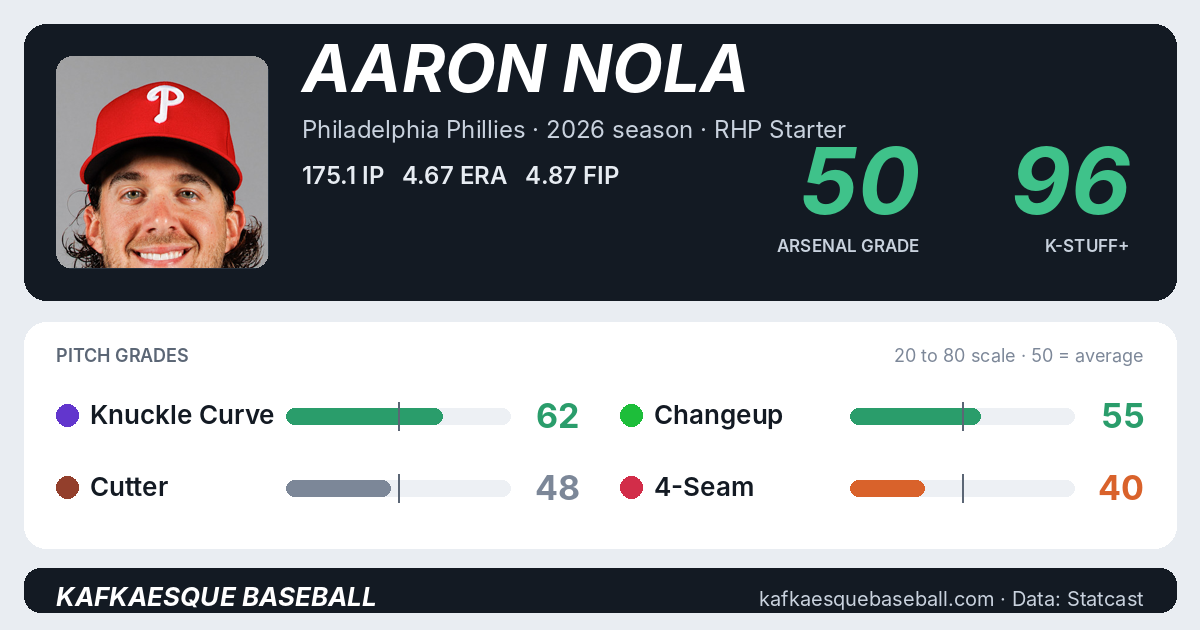 AARON NOLA
Philadelphia Phillies · 2026 season · RHP Starter
175.1 IP 4.67 ERA 4.87 FIP
50 96
ARSENAL GRADE K-STUFF+
PITCH GRADES 20 to 80 scale · 50 = average
Knuckle Curve 62 Changeup 55
Cutter 48 4-Seam 40
KAFKAESQUE BASEBALL kafkaesquebaseball.com · Data: Statcast